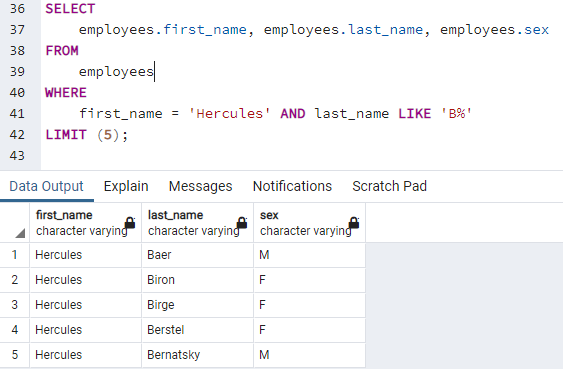 36 SELECT
37 employees.first_name, employees.last_name, employees.sex
38 FROM
39 employees
40 WHERE
41 first_name = 'Hercules' AND last_name LIKE 'B%'
42 LIMIT (5);
43
Data Output Explain Messages Notifications Scratch Pad
first_name last_name sex
character varying character varying character varying
1 Hercules Baer M
2 Hercules Biron F
3 Hercules Birge F
4 Hercules Berstel F
5 Hercules Bernatsky M